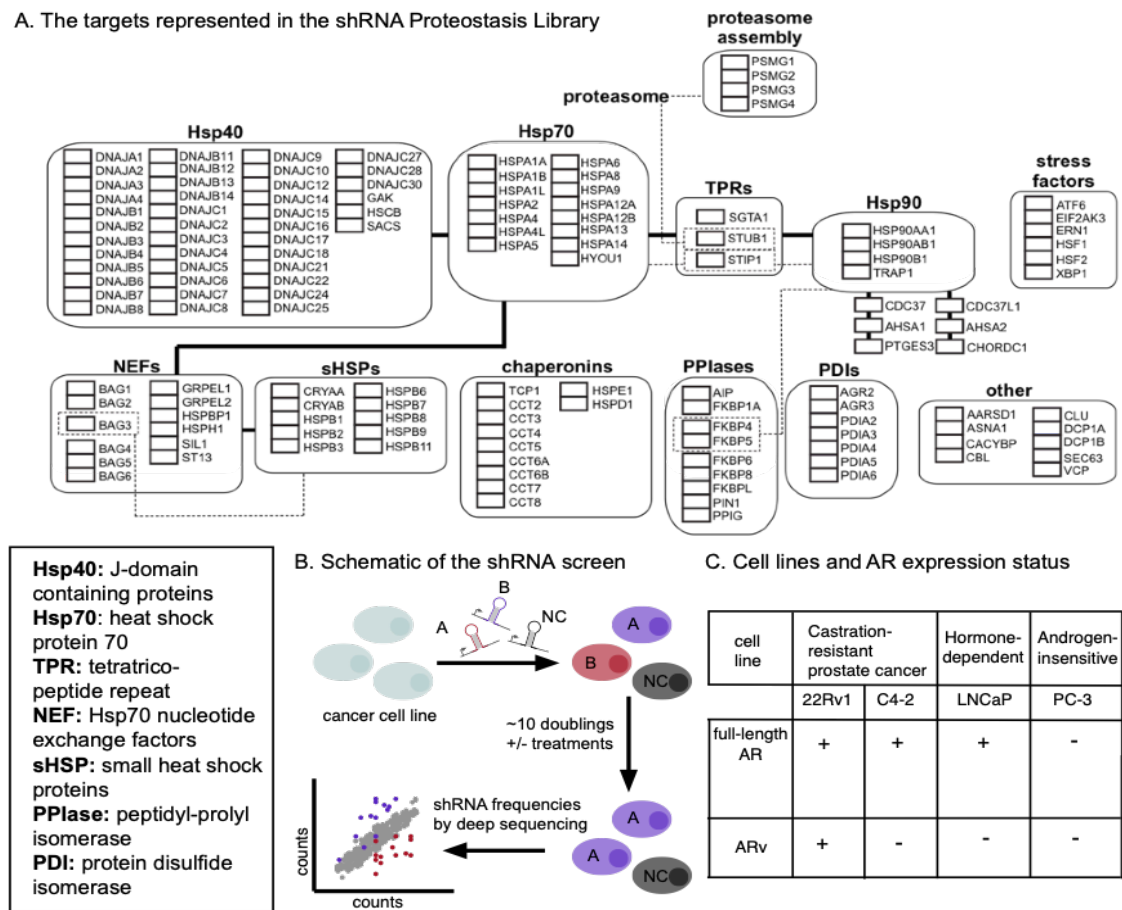 A. The targets represented in the shRNA Proteostasis Library
proteasome
assembly
PSMG1
PSMG2
PSMG3
PSMG4
proteasome
Hsp40
DNAJA1
DNAJA2
DNAJA3
DNAJA4
DNAJB1
DNAJB2
DNAJB3
DNAJB4
DNAJB5
DNAJB6
DNAJB7
DNAJB8
DNAJB11
DNAJB12
DNAJB13
DNAJB14
DNAJC1
DNAJC2
DNAJC3
DNAJC4
DNAJC5
DNAJC6
DNAJC7
DNAJC8
DNAJC9
DNAJC10
DNAJC12
DNAJC14
DNAJC15
DNAJC16
DNAJC17
DNAJC18
DNAJC21
DNAJC22
DNAJC24
DNAJC25
DNAJC27
DNAJC28
DNAJC30
GAK
HSCB
SACS
Hsp70
HSPA1A
HSPA1B
HSPA1L
HSPA2
HSPA4
HSPA4L
HSPA5
HSPA6
HSPA8
HSPA9
HSPA12A
HSPA12B
HSPA13
HSPA14
HYOU1
TPRs
SGTA1
STUB1
STIP1
Hsp90
HSP90AA1
HSP90AB1
HSP90B1
TRAP1
CDC37
AHSA1
PTGES3
CDC37L1
AHSA2
CHORDC1
stress
factors
ATF6
EIF2AK3
ERN1
HSF1
HSF2
XBP1
NEFs
BAG1
BAG2
BAG3
BAG4
BAG5
BAG6
GRPEL1
GRPEL2
HSPBP1
HSPH1
SIL1
ST13
sHSPs
CRYAA
CRYAB
HSPB1
HSPB2
HSPB3
HSPB6
HSPB7
HSPB8
HSPB9
HSPB11
chaperonins
TCP1
CCT2
CCT3
CCT4
CCT5
CCT6A
CCT6B
CCT7
CCT8
HSPE1
HSPD1
PPIases
AIP
FKBP1A
FKBP4
FKBP5
FKBP6
FKBP8
FKBPL
PIN1
PPIG
PDIs
AGR2
AGR3
PDIA2
PDIA3
PDIA4
PDIA5
PDIA6
other
AARSD1
ASNA1
CACYBP
CBL
CLU
DCP1A
DCP1B
SEC63
VCP
Hsp40: J-domain
containing proteins
Hsp70: heat shock
protein 70
TPR: tetratrico-
peptide repeat
NEF: Hsp70 nucleotide
exchange factors
sHSP: small heat shock
proteins
PPIase: peptidyl-prolyl
isomerase
PDI: protein disulfide
isomerase
B. Schematic of the shRNA screen
B
A
NC
A
B
NC
cancer cell line
~10 doublings
+/- treatments
shRNA frequencies
by deep sequencing
A
A
NC
counts
counts
C. Cell lines and AR expression status
cell
line
Castration-
resistant
prostate cancer
Hormone-
dependent
Androgen-
insensitive
22Rv1 C4-2 LNCaP PC-3
full-length
AR
+ + + -
ARv + - - -